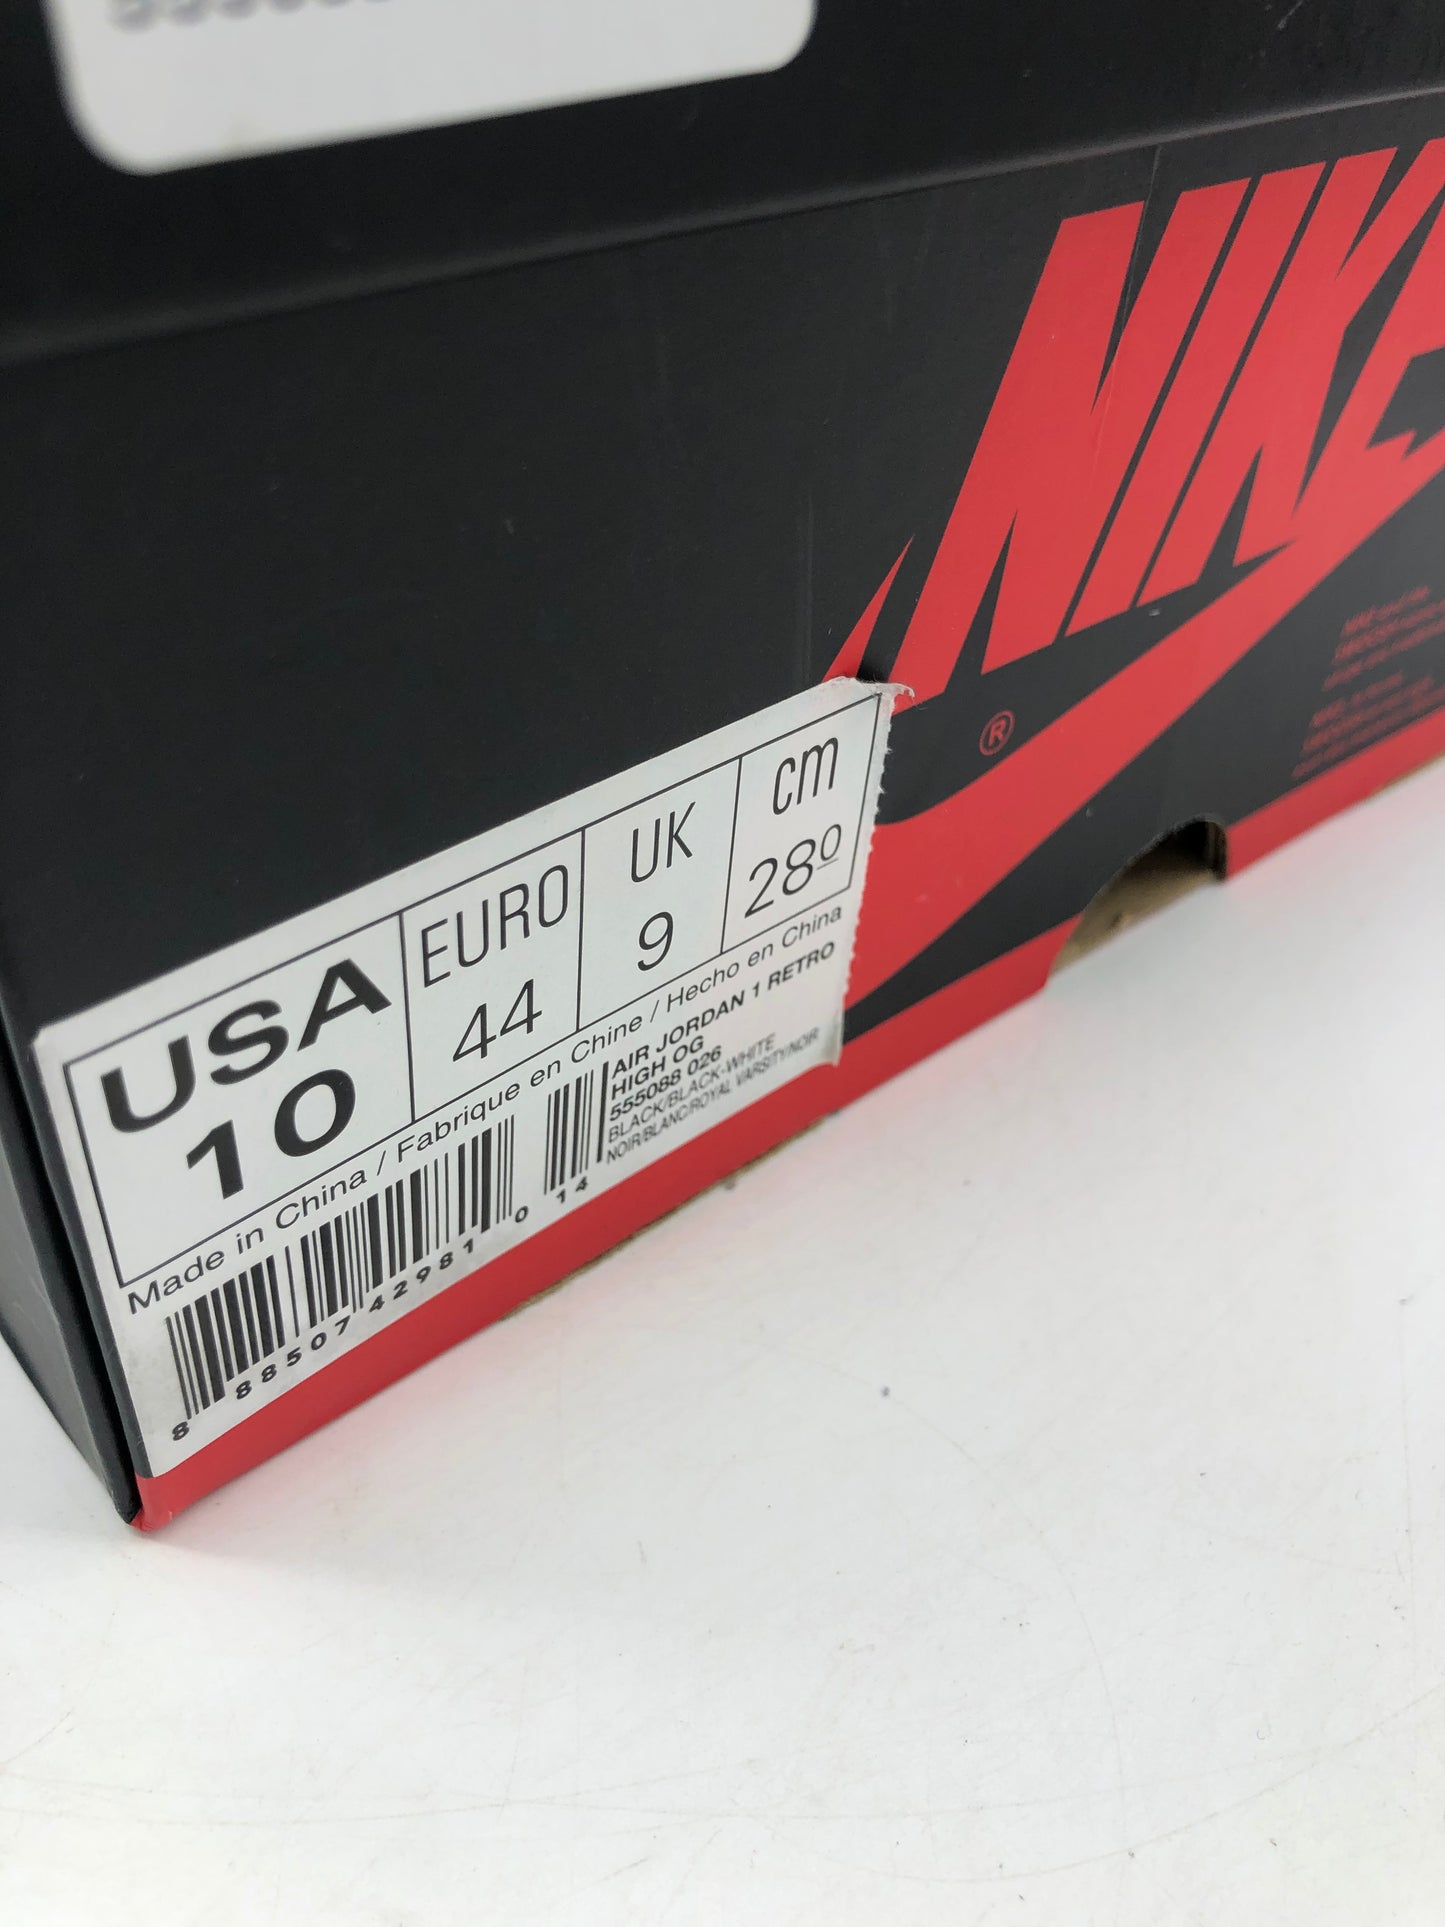 NIKE
®
USA EURO UK cm
10 44 9 28⁰
Made in China / Fabrique en Chine / Hecho en China
AIR JORDAN 1 RETRO
HIGH OG
555088 026
BLACK/BLACK-WHITE
NOIR/BLANC/ROYAL VARSITY/NOIR
8 88507 42981 0 14